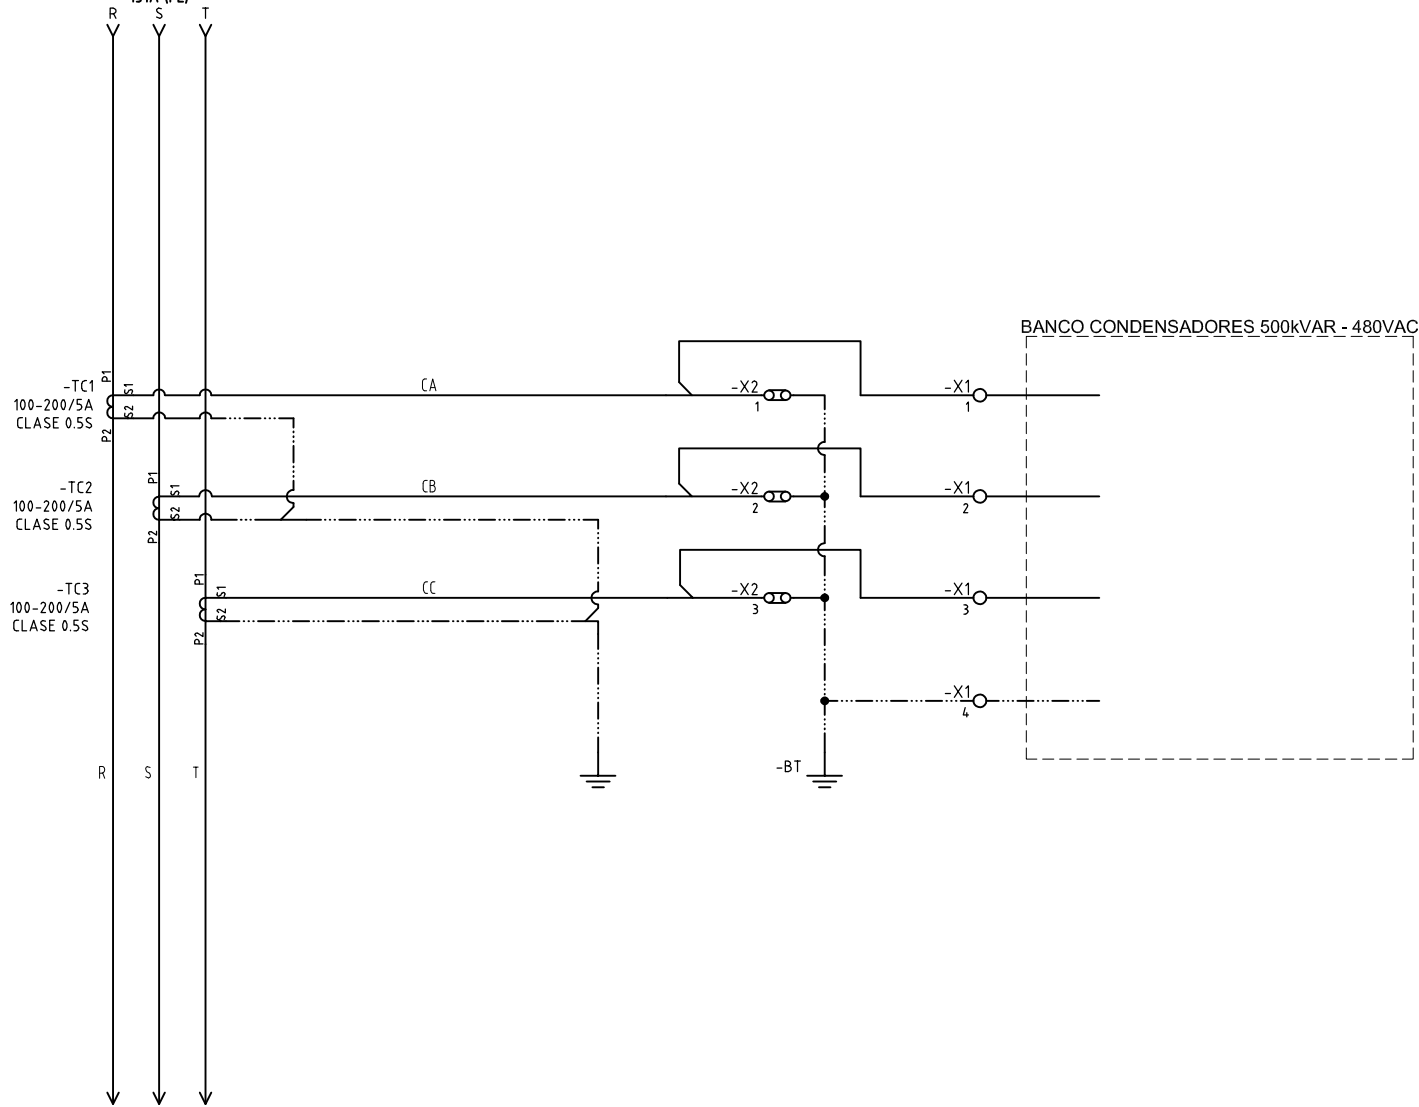 R S T
BANCO CONDENSADORES 500kVAR - 480VAC
P1
-TC1
100-200/5A
CLASE 0.5S
S1
S2
P2
CA
-X2
1
-X1
1
P1
-TC2
100-200/5A
CLASE 0.5S
S1
S2
P2
CB
-X2
2
-X1
2
P1
-TC3
100-200/5A
CLASE 0.5S
S1
S2
P2
CC
-X2
3
-X1
3
-X1
4
R S T
-BT